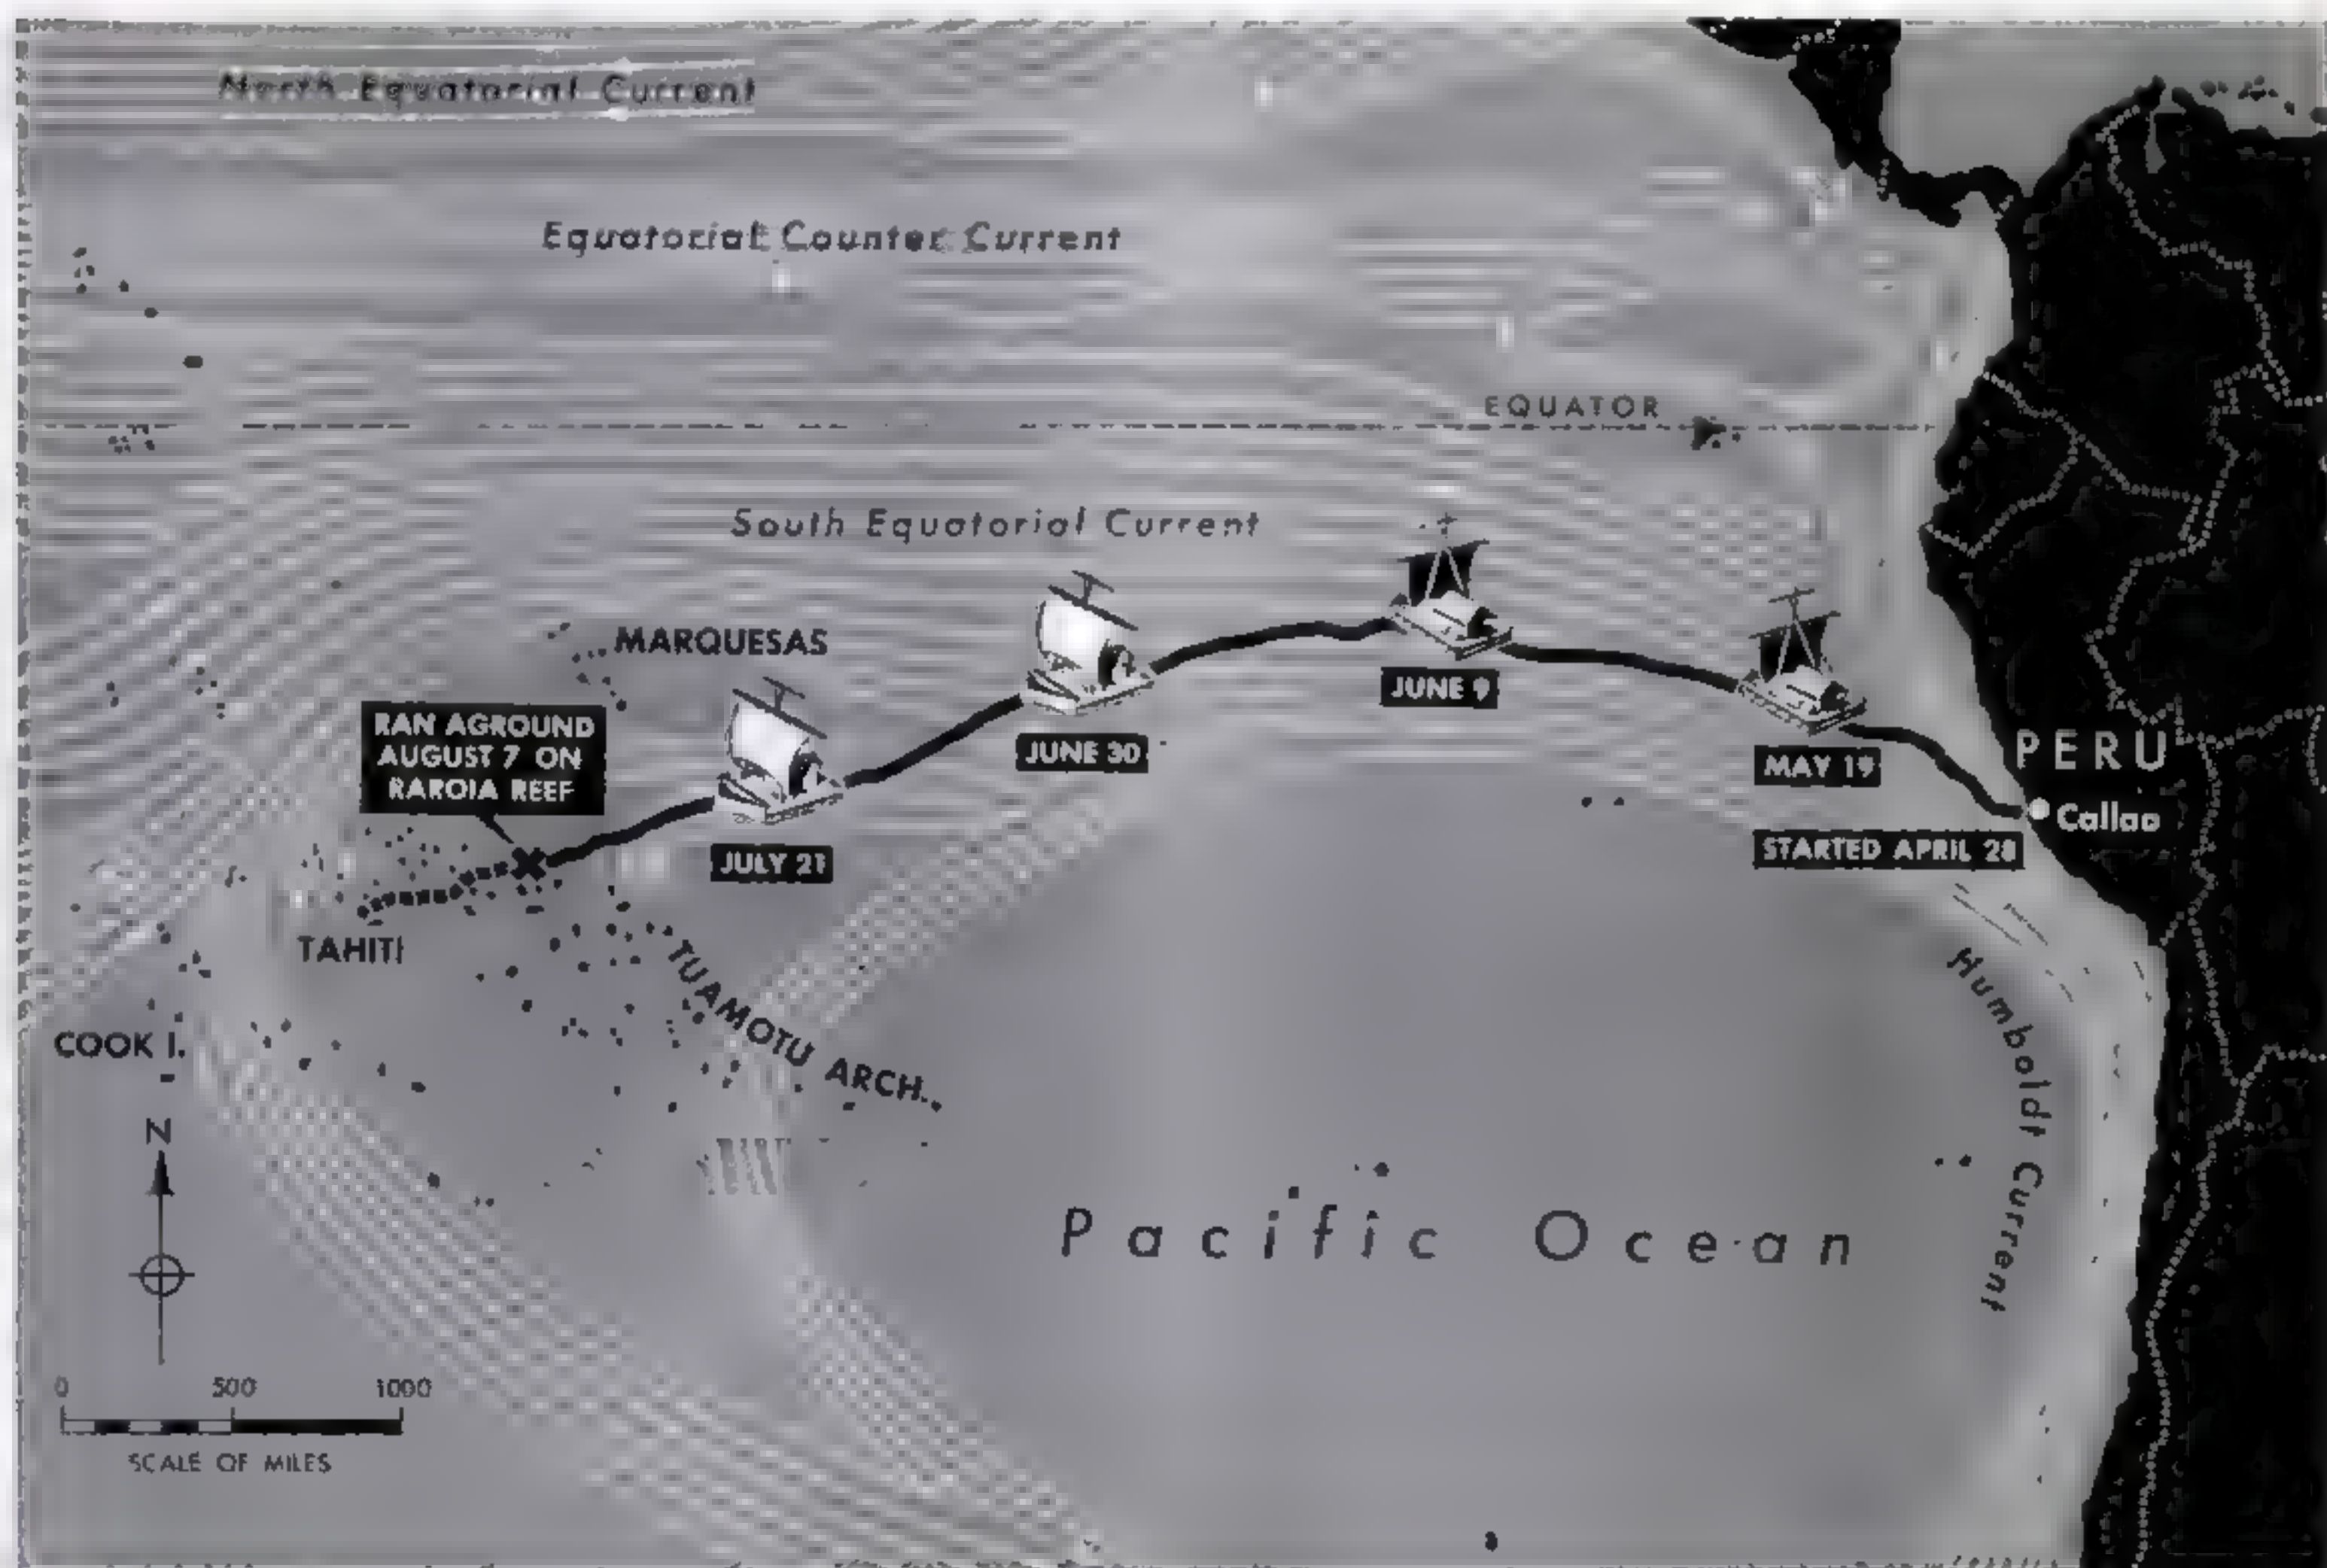 North Equatorial Current
Equatorial Counter Current
EQUATOR
South Equatorial Current
MARQUESAS
RAN AGROUND
AUGUST 7 ON
RAROIA REEF
JUNE 9
JUNE 30
MAY 19
JULY 21
PERU
Callao
STARTED APRIL 28
TAHITI
TUAMOTU ARCH.
COOK I.
Humboldt Current
N
Pacific Ocean
0 500 1000
SCALE OF MILES